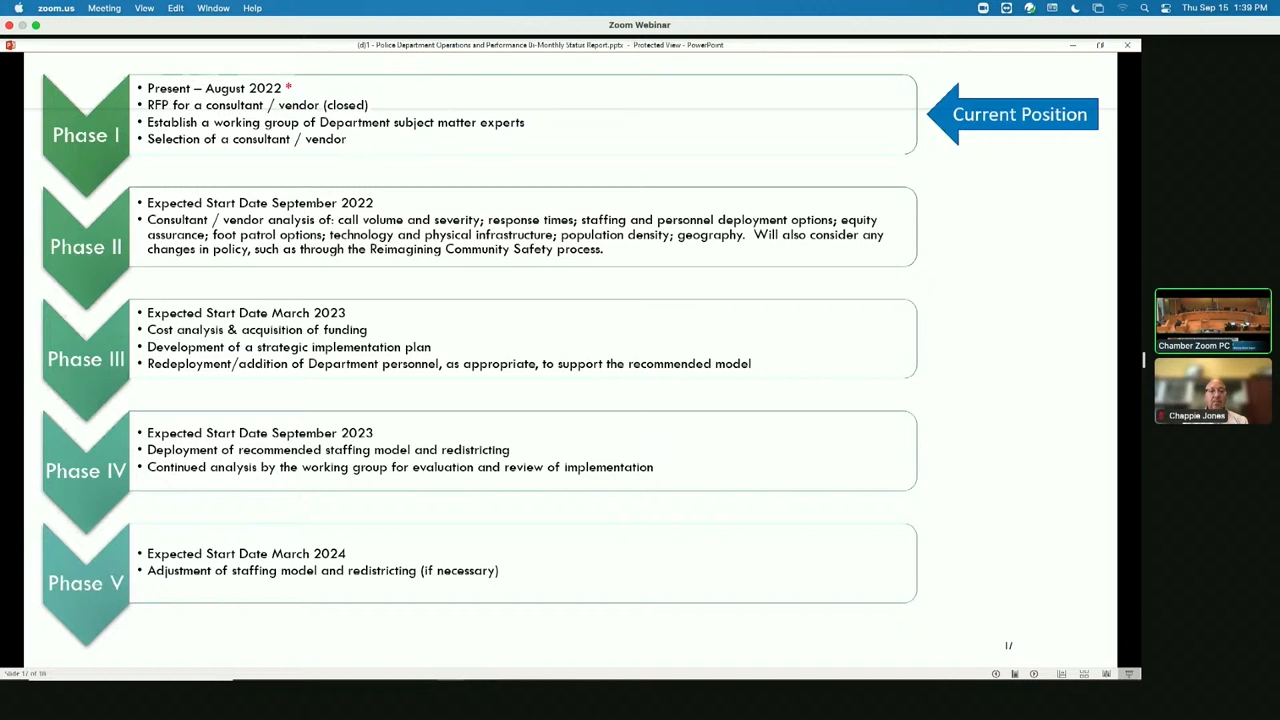 zoom.us Meeting View Edit Window Help Thu Sep 15 1:39 PM
Zoom Webinar
(d)1 - Police Department Operations and Performance Bi-Monthly Status Report.pptx - Protected View - PowerPoint
Phase I
• Present – August 2022 *
• RFP for a consultant / vendor (closed)
• Establish a working group of Department subject matter experts
• Selection of a consultant / vendor
Current Position
Phase II
• Expected Start Date September 2022
• Consultant / vendor analysis of: call volume and severity; response times; staffing and personnel deployment options; equity
assurance; foot patrol options; technology and physical infrastructure; population density; geography. Will also consider any
changes in policy, such as through the Reimagining Community Safety process.
Phase III
• Expected Start Date March 2023
• Cost analysis & acquisition of funding
• Development of a strategic implementation plan
• Redeployment/addition of Department personnel, as appropriate, to support the recommended model
Phase IV
• Expected Start Date September 2023
• Deployment of recommended staffing model and redistricting
• Continued analysis by the working group for evaluation and review of implementation
Phase V
• Expected Start Date March 2024
• Adjustment of staffing model and redistricting (if necessary)
17
Slide 17 of 18
Chamber Zoom PC
Chappie Jones